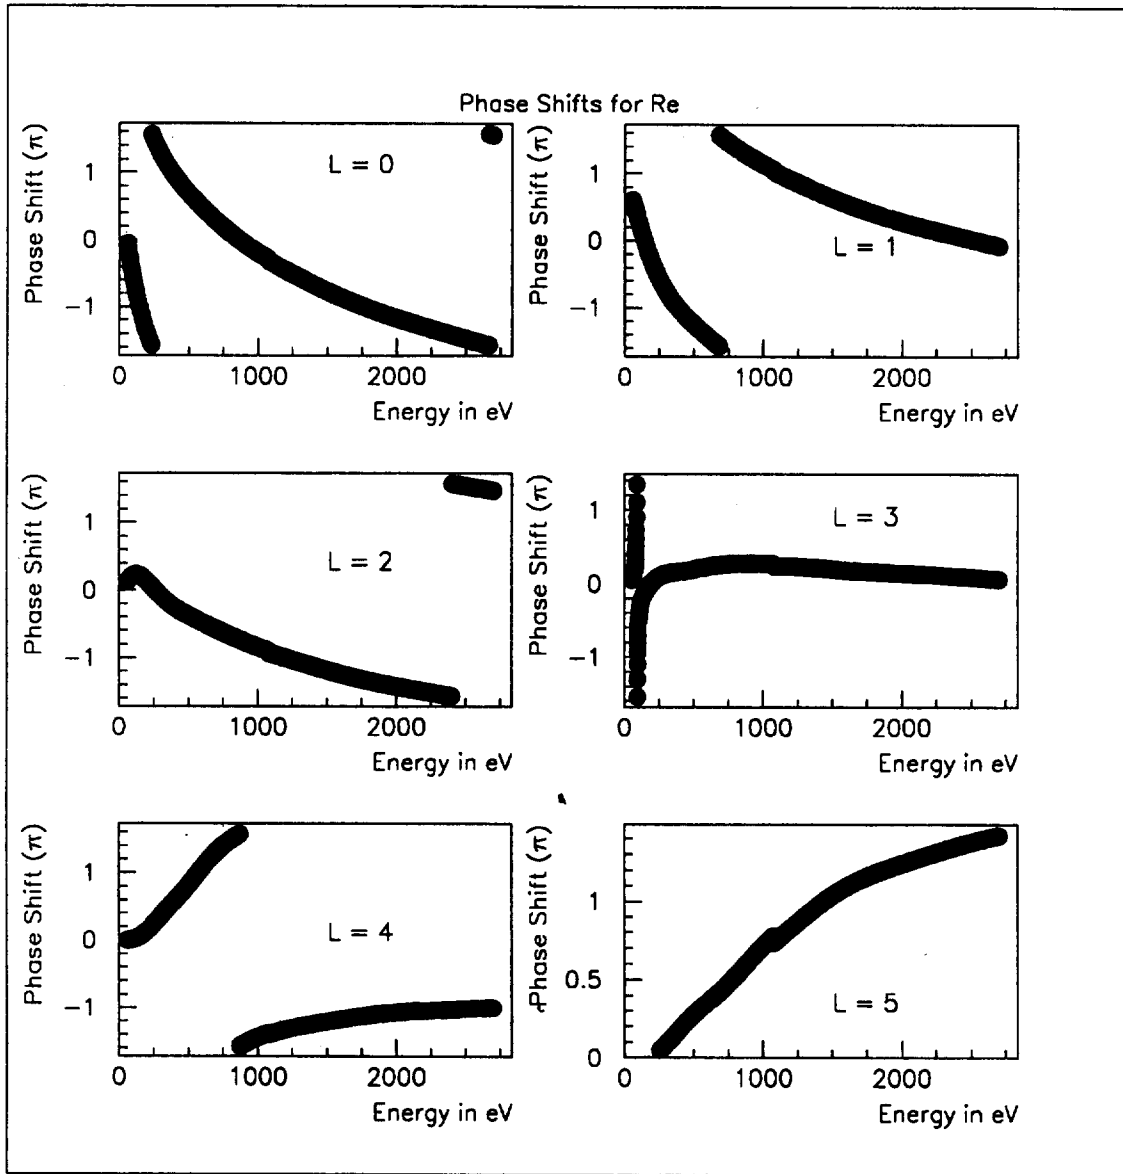 Phase Shifts for Re
Phase Shift (π)
1
0
−1
L = 0
0
1000
2000
Energy in eV
Phase Shift (π)
1
0
−1
L = 1
0
1000
2000
Energy in eV
Phase Shift (π)
1
0
−1
L = 2
0
1000
2000
Energy in eV
Phase Shift (π)
1
0
−1
L = 3
0
1000
2000
Energy in eV
Phase Shift (π)
1
0
−1
L = 4
0
1000
2000
Energy in eV
Phase Shift (π)
1
0.5
0
L = 5
0
1000
2000
Energy in eV